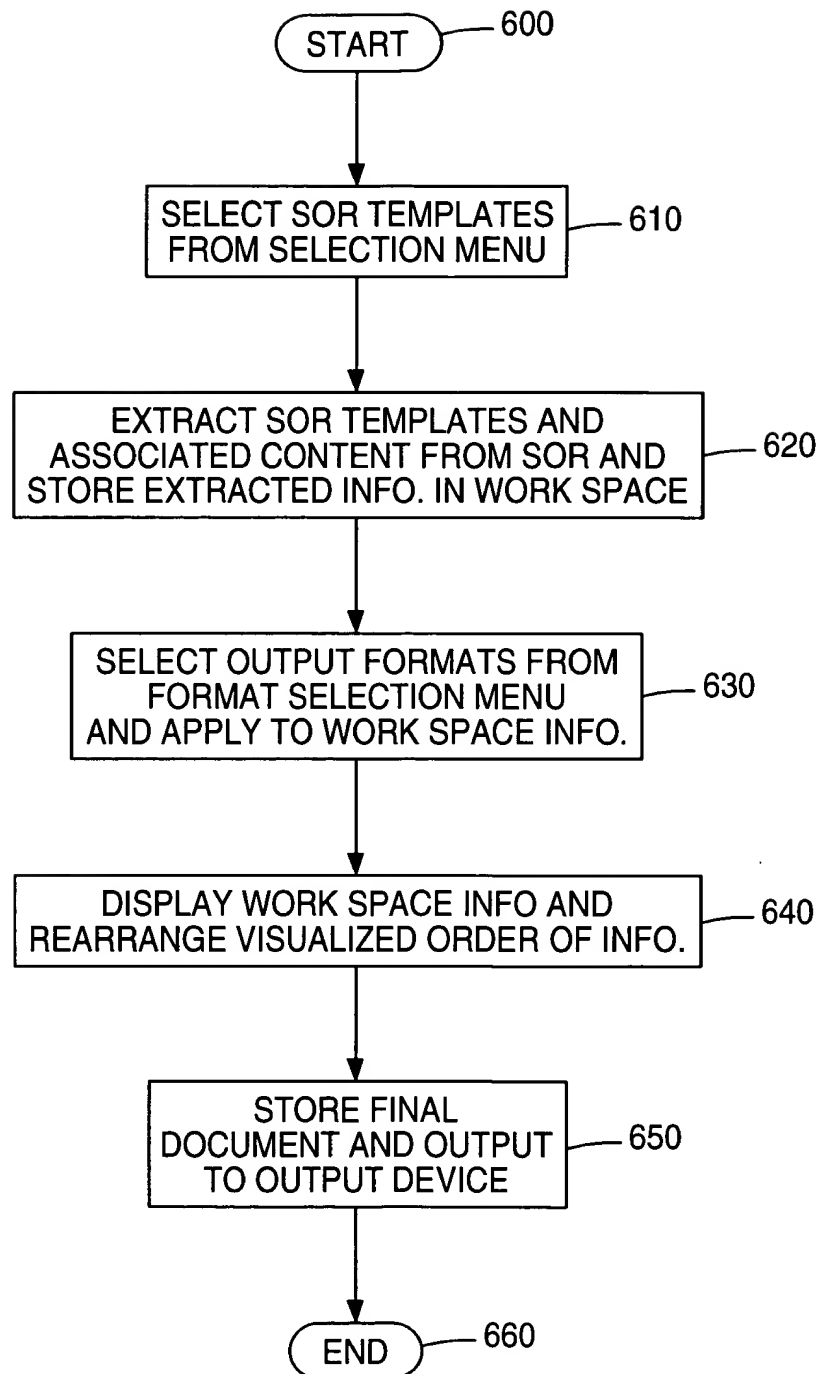 START
600
SELECT SOR TEMPLATES
FROM SELECTION MENU
610
EXTRACT SOR TEMPLATES AND
ASSOCIATED CONTENT FROM SOR AND
STORE EXTRACTED INFO. IN WORK SPACE
620
SELECT OUTPUT FORMATS FROM
FORMAT SELECTION MENU
AND APPLY TO WORK SPACE INFO.
630
DISPLAY WORK SPACE INFO AND
REARRANGE VISUALIZED ORDER OF INFO.
640
STORE FINAL
DOCUMENT AND OUTPUT
TO OUTPUT DEVICE
650
END
660